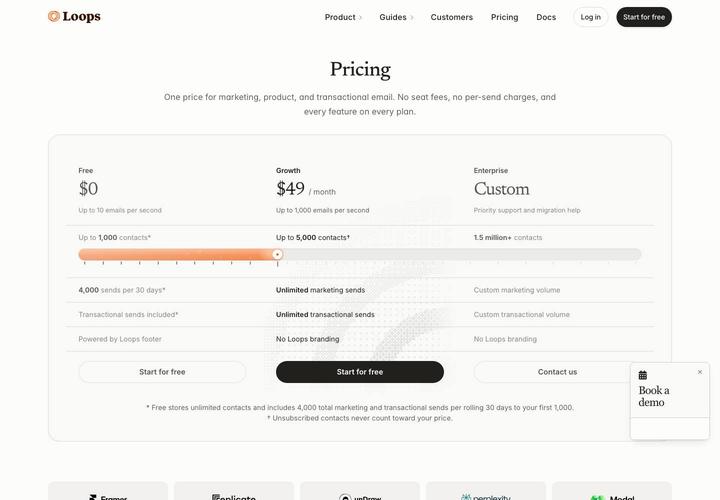 Loops
Product
Guides
Customers
Pricing
Docs
Log in
Start for free
Pricing
One price for marketing, product, and transactional email. No seat fees, no per-send charges, and
every feature on every plan.
Free
$0
Up to 10 emails per second
Growth
$49 / month
Up to 1,000 emails per second
Enterprise
Custom
Priority support and migration help
Up to 1,000 contacts*
Up to 5,000 contacts†
1.5 million+ contacts
4,000 sends per 30 days*
Unlimited marketing sends
Custom marketing volume
Transactional sends included*
Unlimited transactional sends
Custom transactional volume
Powered by Loops footer
No Loops branding
No Loops branding
Start for free
Start for free
Contact us
Book a
demo
* Free stores unlimited contacts and includes 4,000 total marketing and transactional sends per rolling 30 days to your first 1,000.
† Unsubscribed contacts never count toward your price.
Framer
Replicate
unDraw
perplexity
Modal